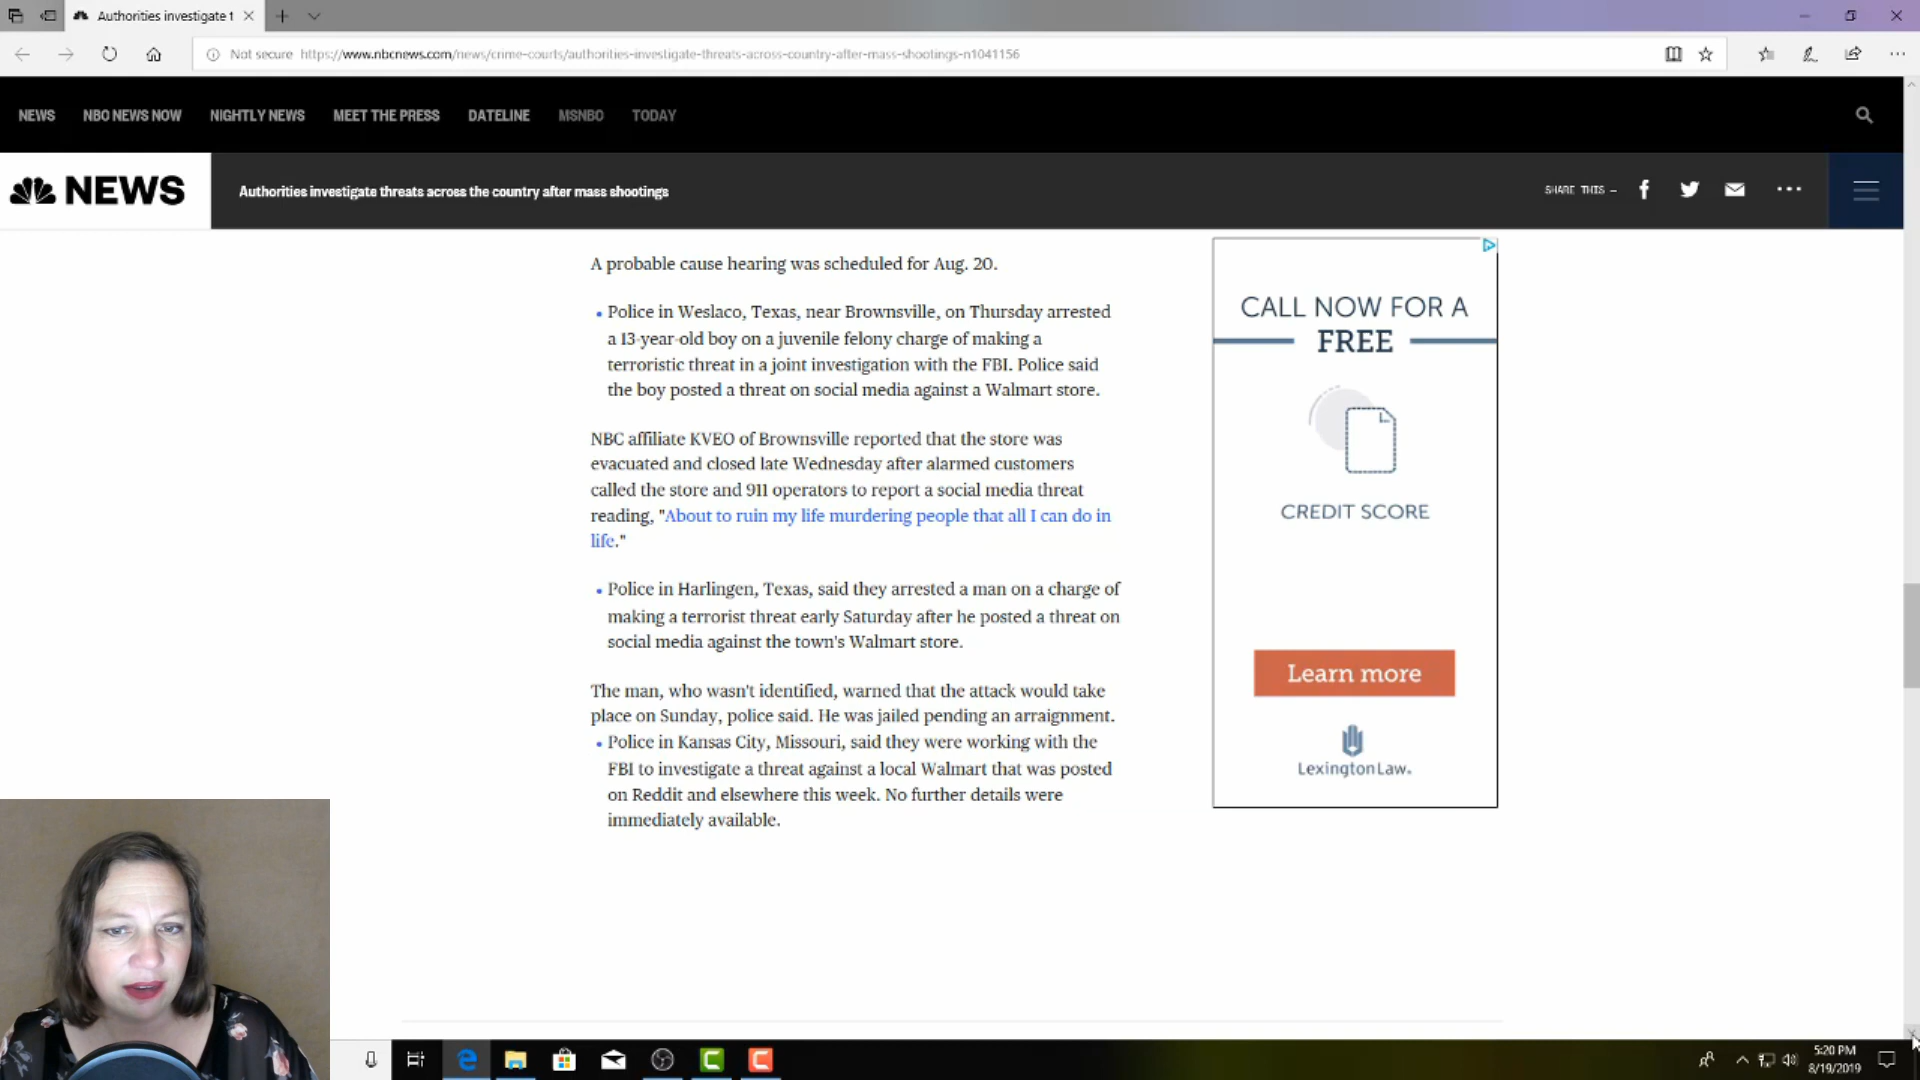 Authorities investigate t
Not secure https://www.nbcnews.com/news/crime-courts/authorities-investigate-threats-across-country-after-mass-shootings-n1041156
NEWS NBC NEWS NOW NIGHTLY NEWS MEET THE PRESS DATELINE MSNBC TODAY
NEWS
Authorities investigate threats across the country after mass shootings
SHARE THIS —
A probable cause hearing was scheduled for Aug. 20.
• Police in Weslaco, Texas, near Brownsville, on Thursday arrested
a 13-year-old boy on a juvenile felony charge of making a
terroristic threat in a joint investigation with the FBI. Police said
the boy posted a threat on social media against a Walmart store.
NBC affiliate KVEO of Brownsville reported that the store was
evacuated and closed late Wednesday after alarmed customers
called the store and 911 operators to report a social media threat
reading, "About to ruin my life murdering people that all I can do in
life."
• Police in Harlingen, Texas, said they arrested a man on a charge of
making a terrorist threat early Saturday after he posted a threat on
social media against the town's Walmart store.
The man, who wasn't identified, warned that the attack would take
place on Sunday, police said. He was jailed pending an arraignment.
• Police in Kansas City, Missouri, said they were working with the
FBI to investigate a threat against a local Walmart that was posted
on Reddit and elsewhere this week. No further details were
immediately available.
CALL NOW FOR A
FREE
CREDIT SCORE
Learn more
LexingtonLaw.
5:20 PM
8/19/2019